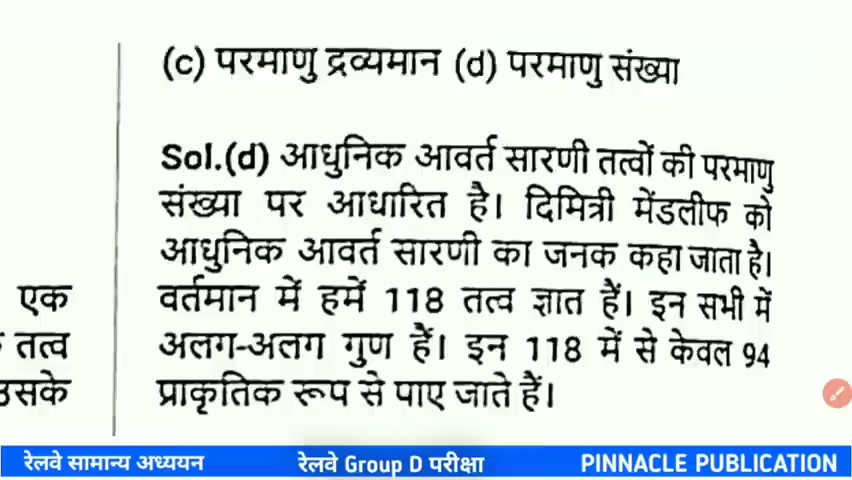 (c) परमाणु द्रव्यमान (d) परमाणु संख्या
Sol.(d) आधुनिक आवर्त सारणी तत्वों की परमाणु
संख्या पर आधारित है। दिमित्री मेंडलीफ को
आधुनिक आवर्त सारणी का जनक कहा जाता है।
वर्तमान में हमें 118 तत्व ज्ञात हैं। इन सभी में
अलग-अलग गुण हैं। इन 118 में से केवल 94
प्राकृतिक रूप से पाए जाते हैं।
एक
तत्व
उसके
रेलवे सामान्य अध्ययन
रेलवे Group D परीक्षा
PINNACLE PUBLICATION